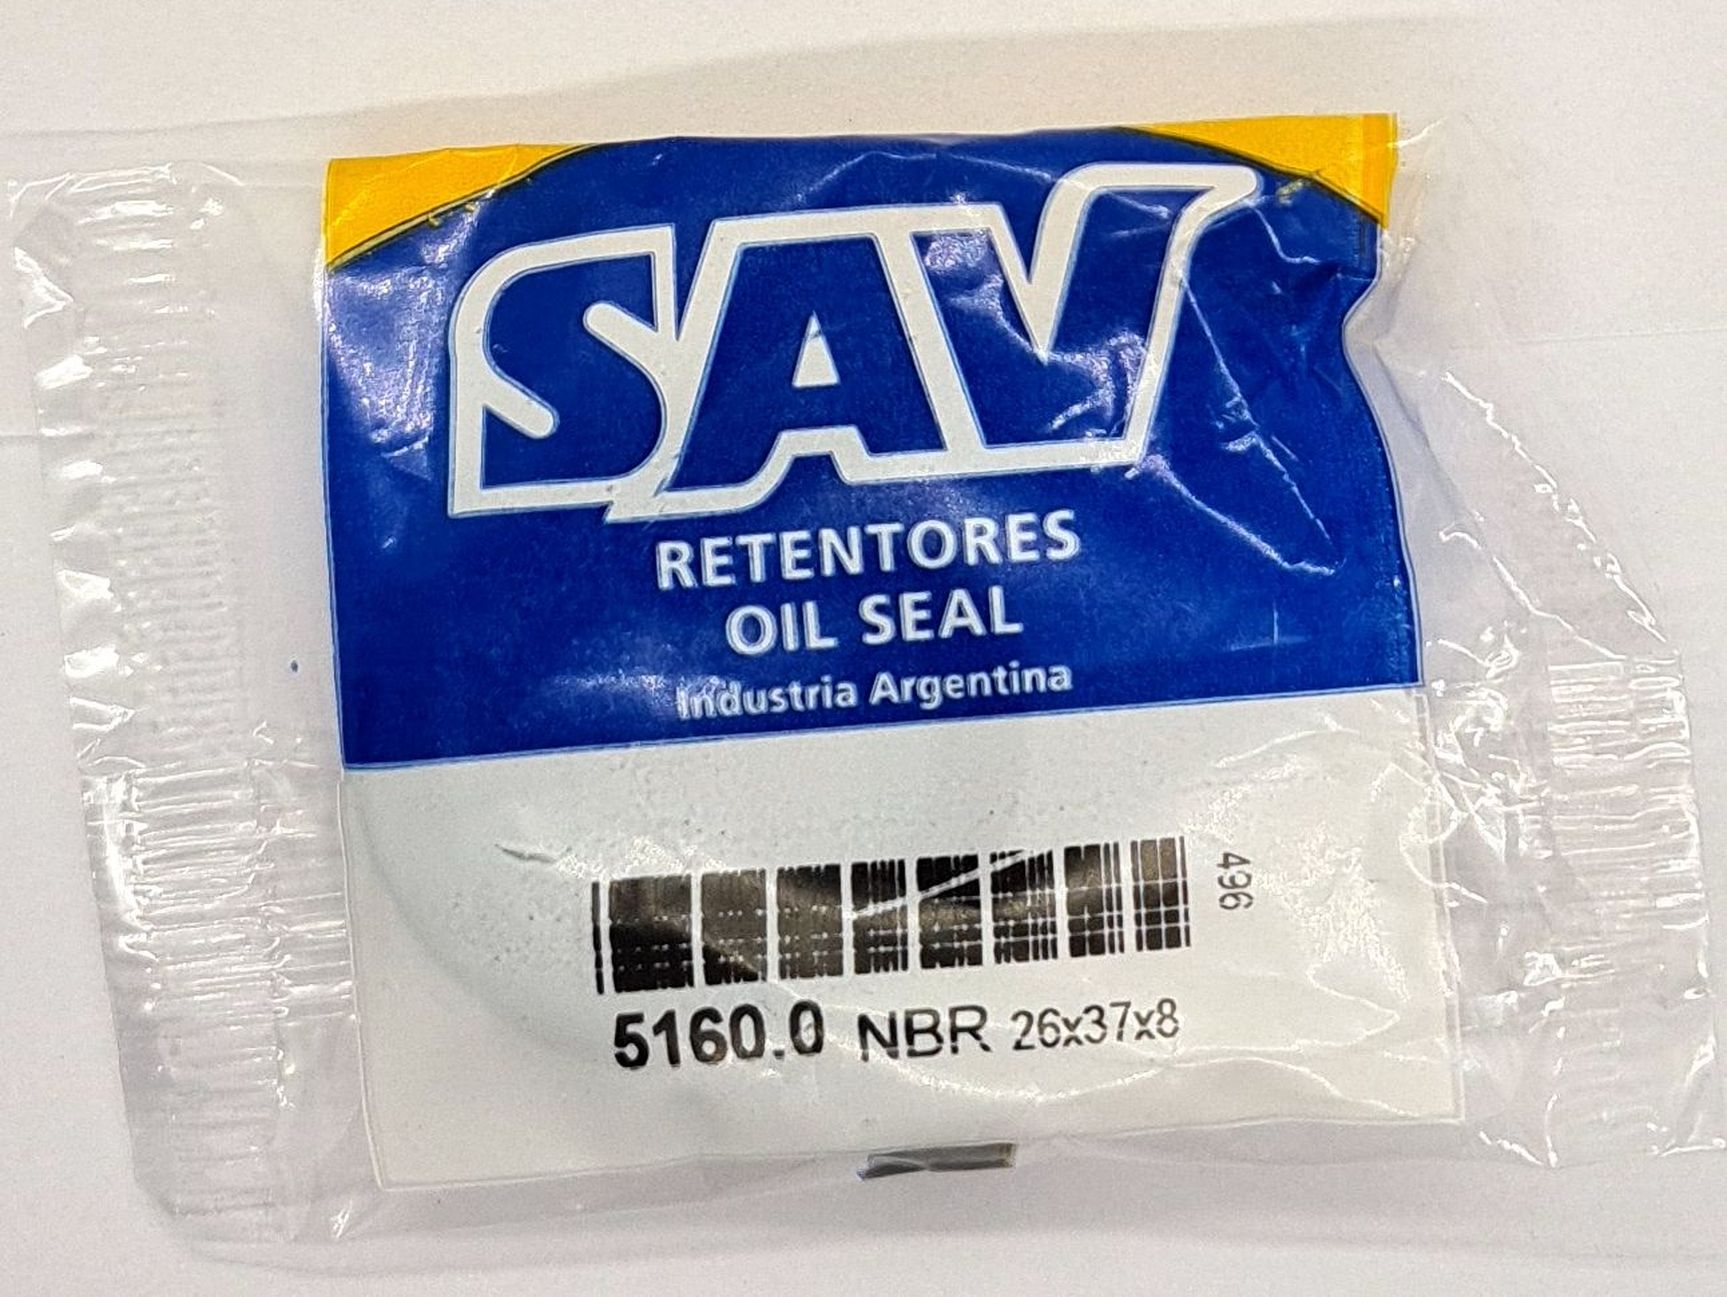 SAV
RETENTORES
OIL SEAL
Industria Argentina
496
5160.0 NBR 26x37x8